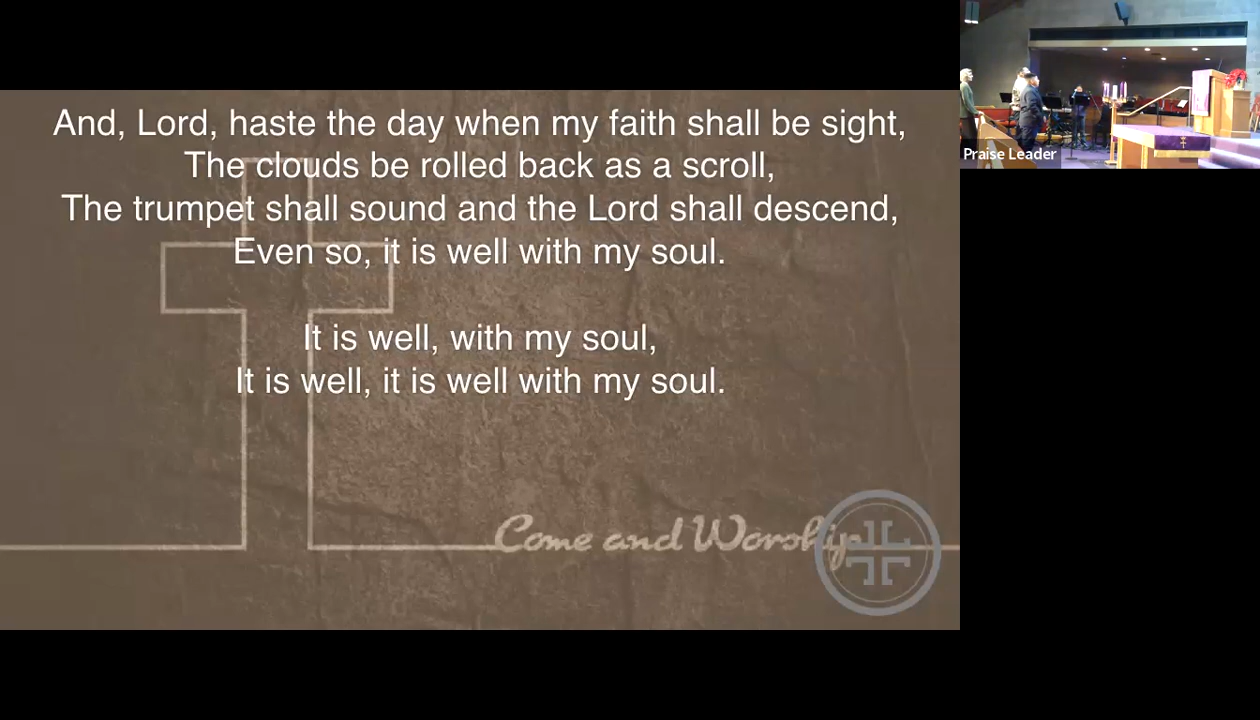 And, Lord, haste the day when my faith shall be sight,
The clouds be rolled back as a scroll,
The trumpet shall sound and the Lord shall descend,
Even so, it is well with my soul.
It is well, with my soul,
It is well, it is well with my soul.
Come and Worship
Praise Leader